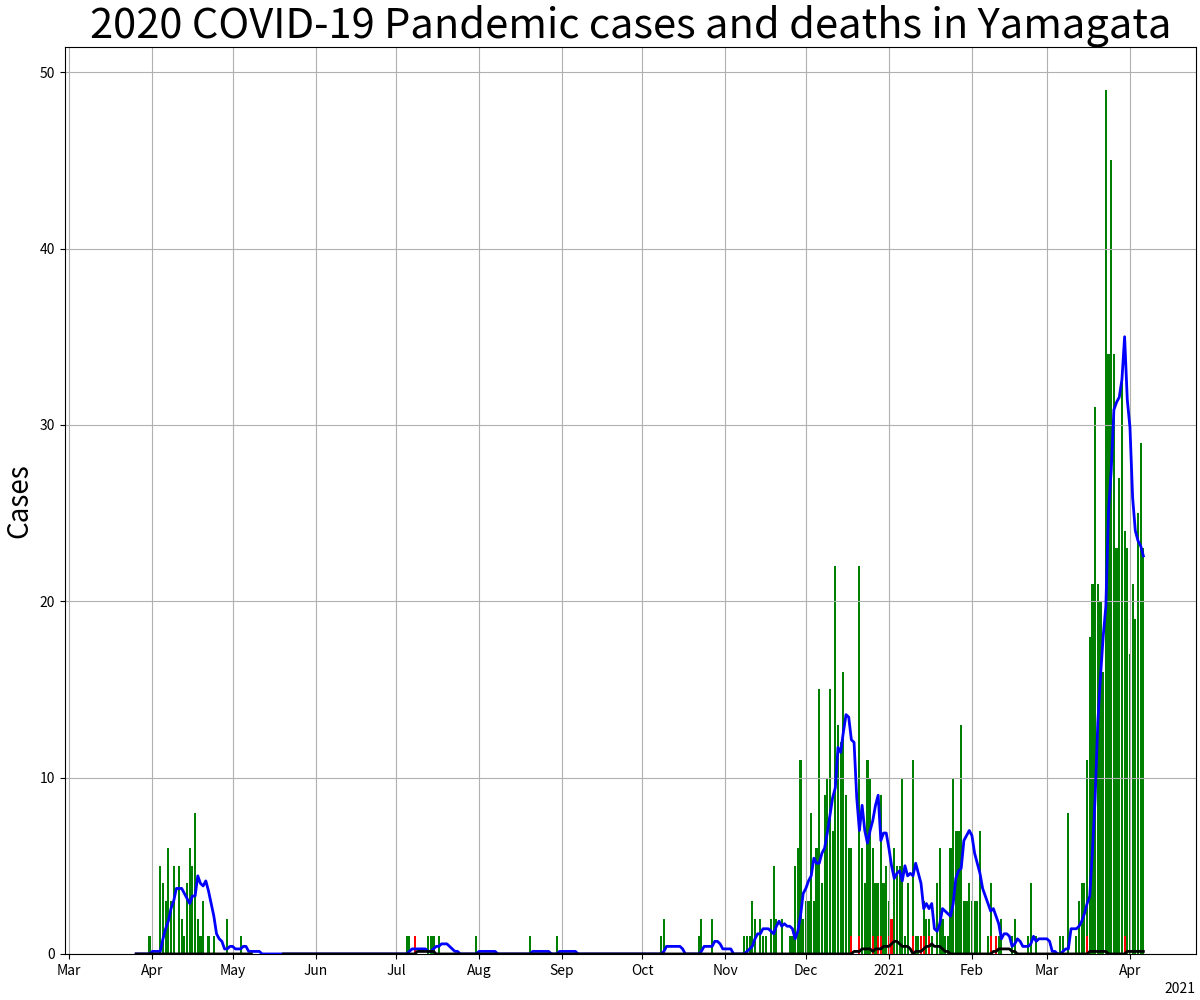 2020 COVID-19 Pandemic cases and deaths in Yamagata
50
40
30
20
10
0
Cases
Mar Apr May Jun Jul Aug Sep Oct Nov Dec 2021 Feb Mar Apr
2021